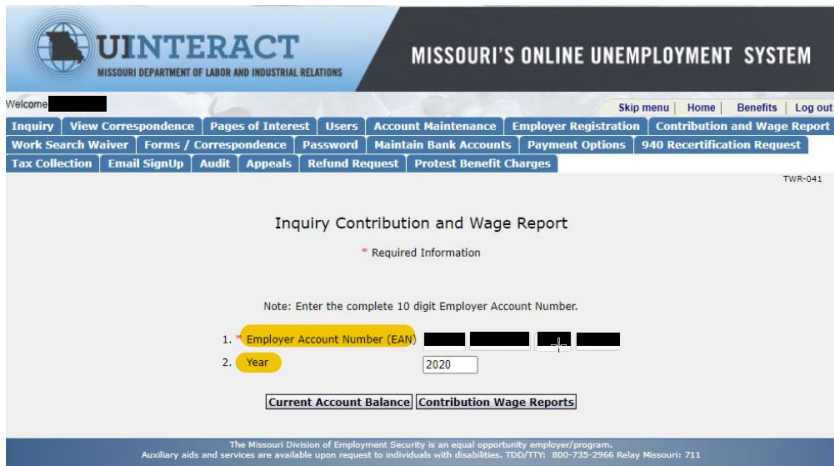 UINTERACT
MISSOURI DEPARTMENT OF LABOR AND INDUSTRIAL RELATIONS
MISSOURI'S ONLINE UNEMPLOYMENT SYSTEM
Welcome
Skip menu | Home | Benefits | Log out
Inquiry View Correspondence Pages of Interest Users Account Maintenance Employer Registration Contribution and Wage Report
Work Search Waiver Forms / Correspondence Password Maintain Bank Accounts Payment Options 940 Recertification Request
Tax Collection Email SignUp Audit Appeals Refund Request Protest Benefit Charges
TWR-041
Inquiry Contribution and Wage Report
* Required Information
Note: Enter the complete 10 digit Employer Account Number.
1. * Employer Account Number (EAN)
2. Year 2020
Current Account Balance Contribution Wage Reports
The Missouri Division of Employment Security is an equal opportunity employer/program.
Auxiliary aids and services are available upon request to individuals with disabilities. TDD/TTY: 800-735-2966 Relay Missouri: 711